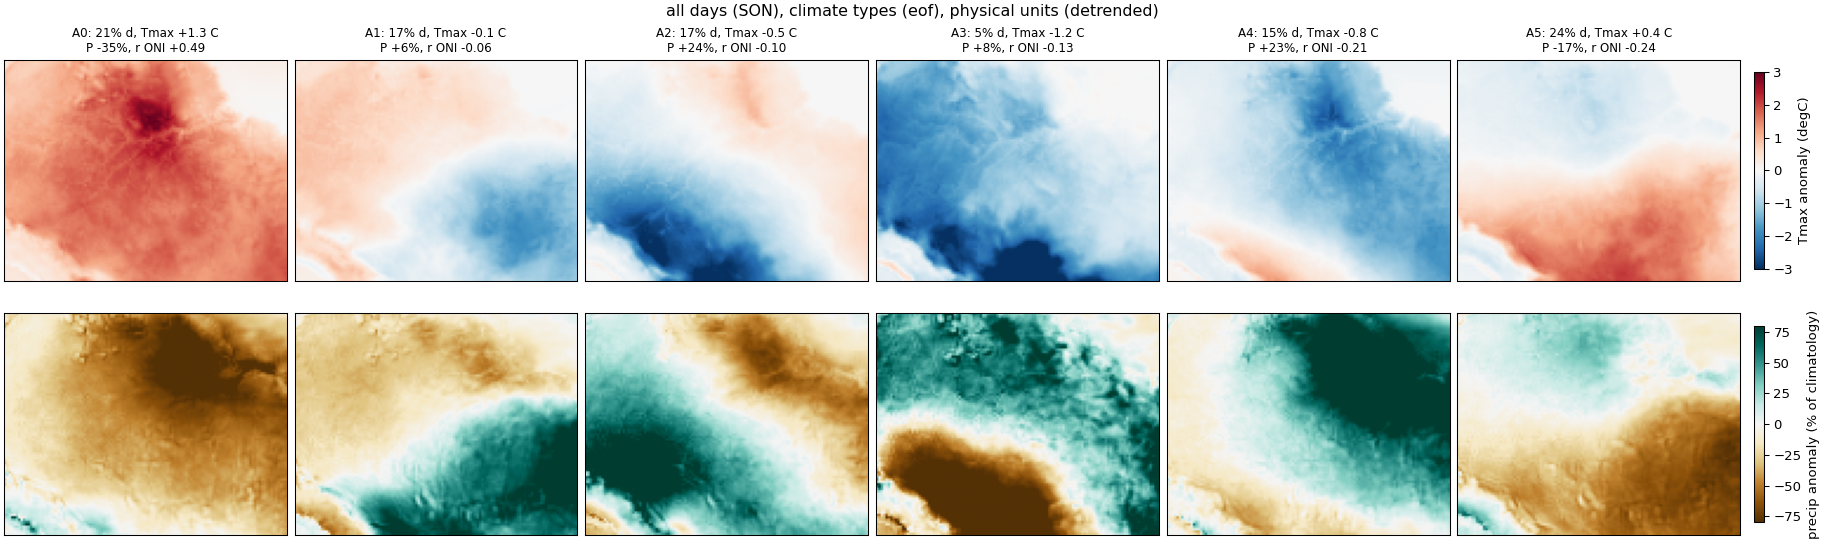 all days (SON), climate types (eof), physical units (detrended)
A0: 21% d, Tmax +1.3 C
P -35%, r ONI +0.49
A1: 17% d, Tmax -0.1 C
P +6%, r ONI -0.06
A2: 17% d, Tmax -0.5 C
P +24%, r ONI -0.10
A3: 5% d, Tmax -1.2 C
P +8%, r ONI -0.13
A4: 15% d, Tmax -0.8 C
P +23%, r ONI -0.21
A5: 24% d, Tmax +0.4 C
P -17%, r ONI -0.24
3
2
1
0
−1
−2
−3
Tmax anomaly (degC)
75
50
25
0
−25
−50
−75
precip anomaly (% of climatology)